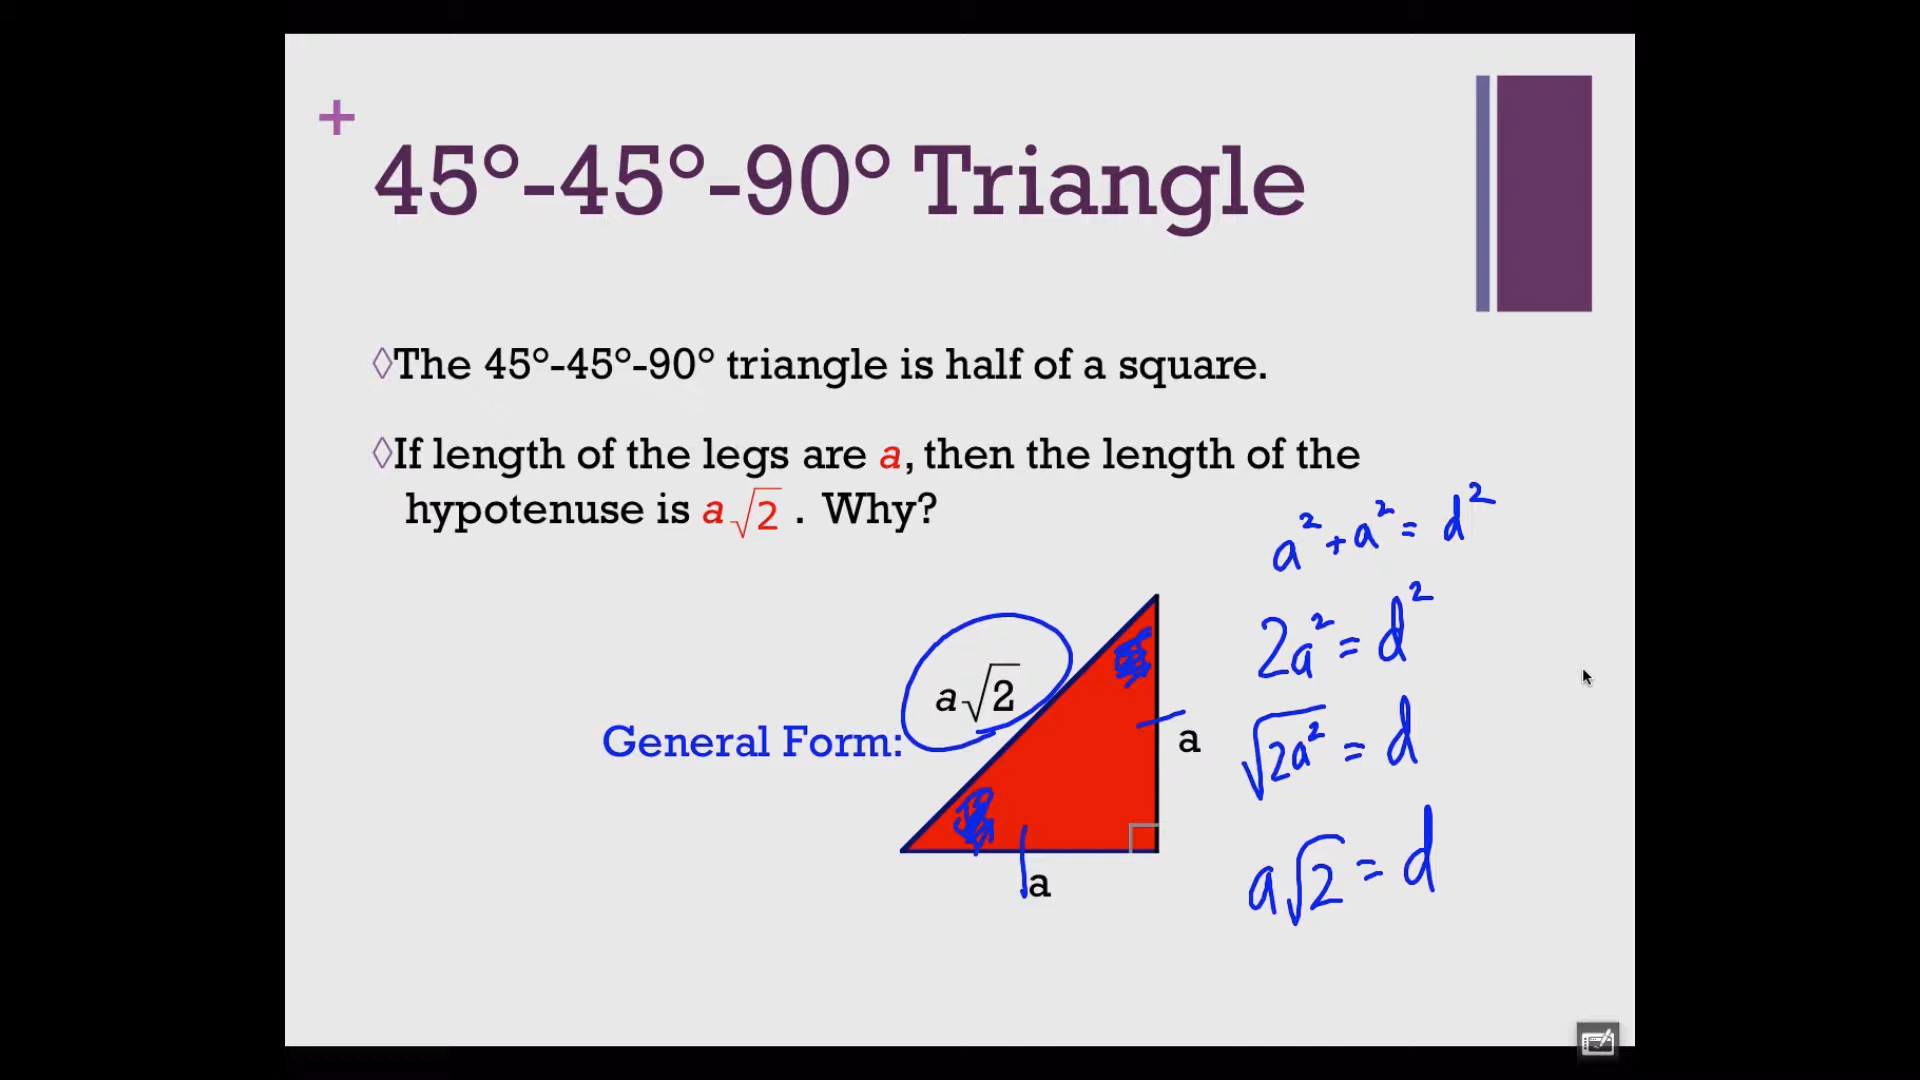 +
45°-45°-90° Triangle
◊The 45°-45°-90° triangle is half of a square.
◊If length of the legs are a, then the length of the
hypotenuse is a√2 . Why?
a² + a² = d²
2a² = d²
a√2
General Form:
a
√2a² = d
a√2 = d
a